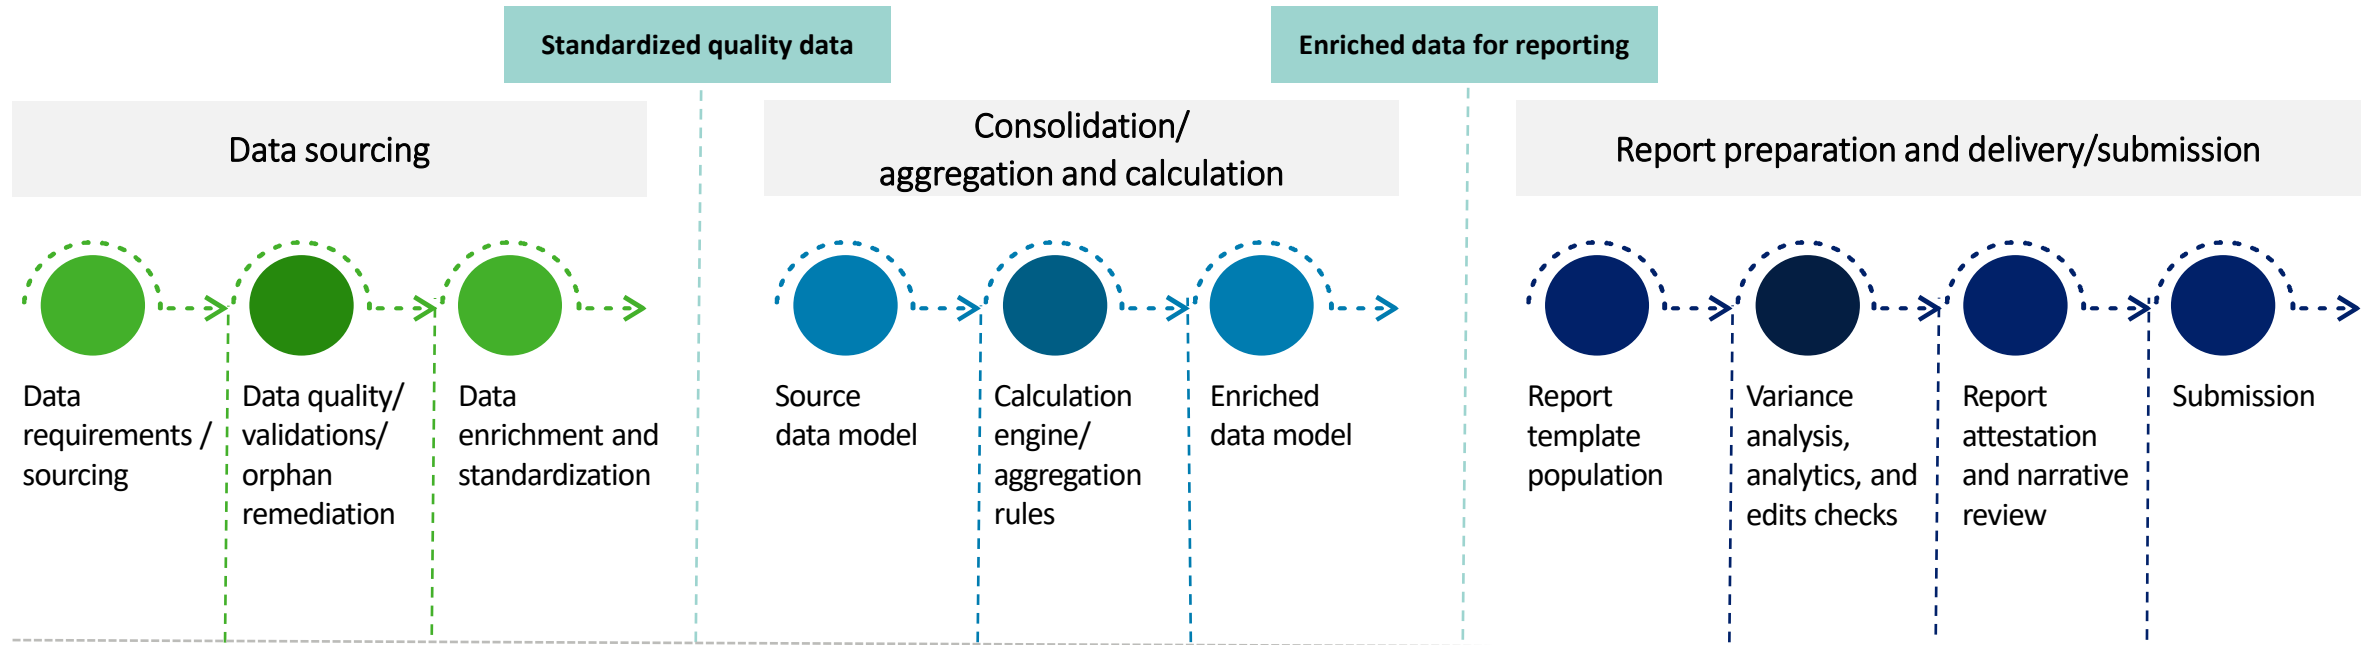 Standardized quality data
Enriched data for reporting
Data sourcing
Consolidation/
aggregation and calculation
Report preparation and delivery/submission
Data
requirements /
sourcing
Data quality/
validations/
orphan
remediation
Data
enrichment and
standardization
Source
data model
Calculation
engine/
aggregation
rules
Enriched
data model
Report
template
population
Variance
analysis,
analytics, and
edits checks
Report
attestation
and narrative
review
Submission